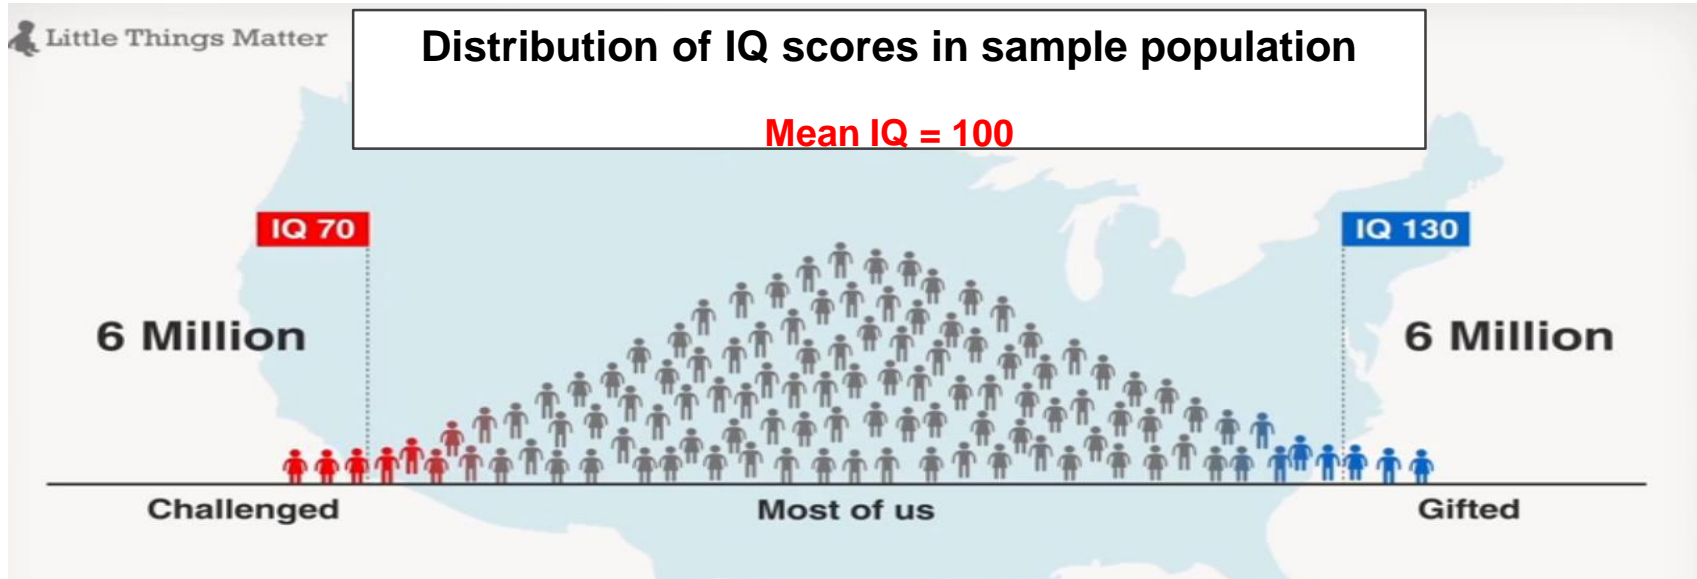 Little Things Matter
Distribution of IQ scores in sample population
Mean IQ = 100
IQ 70
IQ 130
6 Million
6 Million
Challenged
Most of us
Gifted